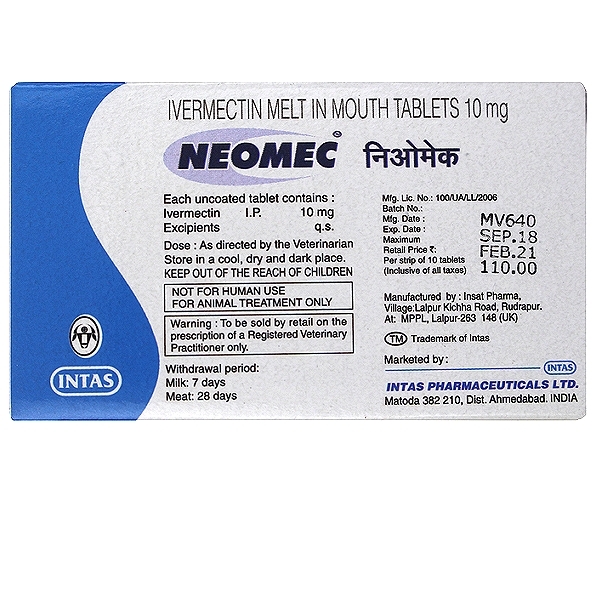 IVERMECTIN MELT IN MOUTH TABLETS 10 mg
NEOMEC© निओमेक
Each uncoated tablet contains :
Ivermectin I.P. 10 mg
Excipients q.s.
Dose : As directed by the Veterinarian
Store in a cool, dry and dark place.
KEEP OUT OF THE REACH OF CHILDREN
NOT FOR HUMAN USE
FOR ANIMAL TREATMENT ONLY
Warning : To be sold by retail on the
prescription of a Registered Veterinary
Practitioner only.
Withdrawal period:
Milk: 7 days
Meat: 28 days
Mfg. Lic. No.: 100/UA/LL/2006
Batch No.:
Mfg. Date : MV640
Exp. Date : SEP.18
Maximum
Retail Price ₹: FEB.21
Per strip of 10 tablets
(Inclusive of all taxes) 110.00
Manufactured by : Insat Pharma,
Village:Lalpur Kichha Road, Rudrapur.
At: MPPL, Lalpur-263 148 (UK)
TM Trademark of Intas
Marketed by : INTAS
INTAS PHARMACEUTICALS LTD.
Matoda 382 210, Dist. Ahmedabad. INDIA
INTAS